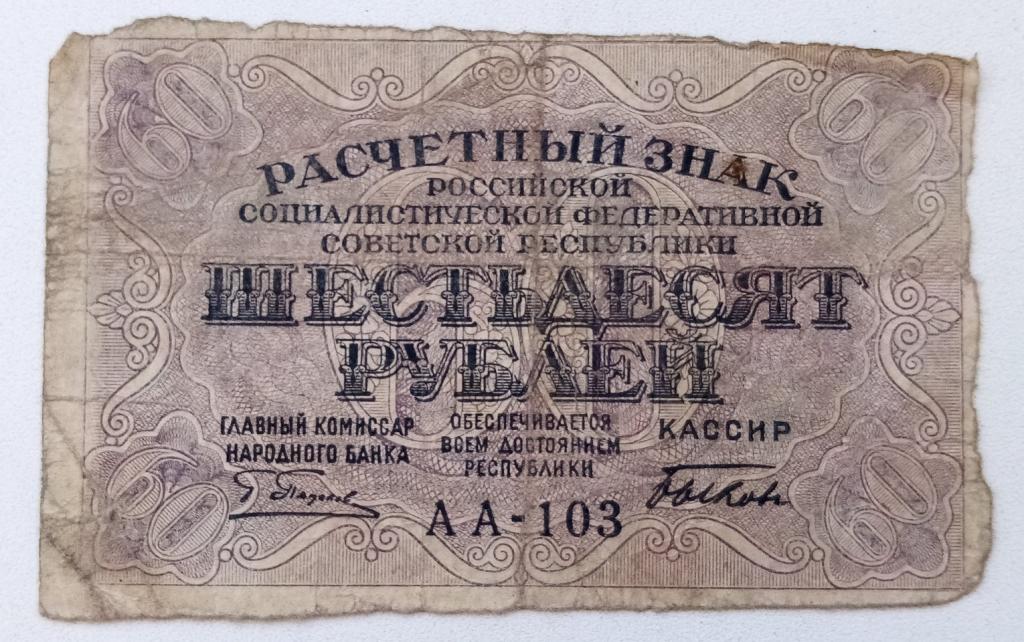 60 60
РАСЧЕТНЫЙ ЗНАК
РОССИЙСКОЙ
СОЦИАЛИСТИЧЕСКОЙ ФЕДЕРАТИВНОЙ
СОВЕТСКОЙ РЕСПУБЛИКИ
ШЕСТЬДЕСЯТ
РУБЛЕЙ
ГЛАВНЫЙ КОМИССАР
НАРОДНОГО БАНКА
ОБЕСПЕЧИВАЕТСЯ
ВСЕМ ДОСТОЯНИЕМ
РЕСПУБЛИКИ
КАССИР
60 60
АА-103